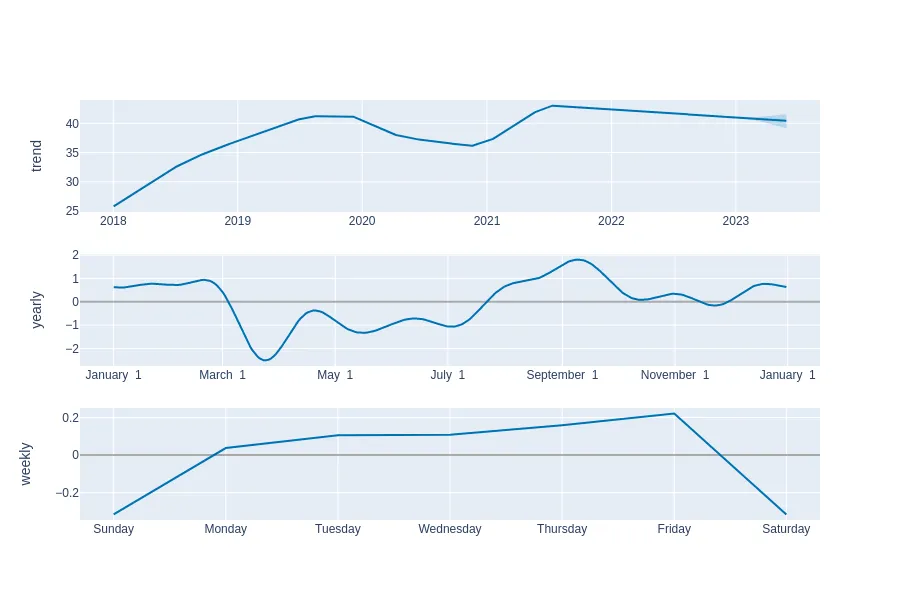 40
35
30
25
trend
2018 2019 2020 2021 2022 2023
2
1
0
−1
−2
yearly
January 1 March 1 May 1 July 1 September 1 November 1 January 1
0.2
0
−0.2
weekly
Sunday Monday Tuesday Wednesday Thursday Friday Saturday